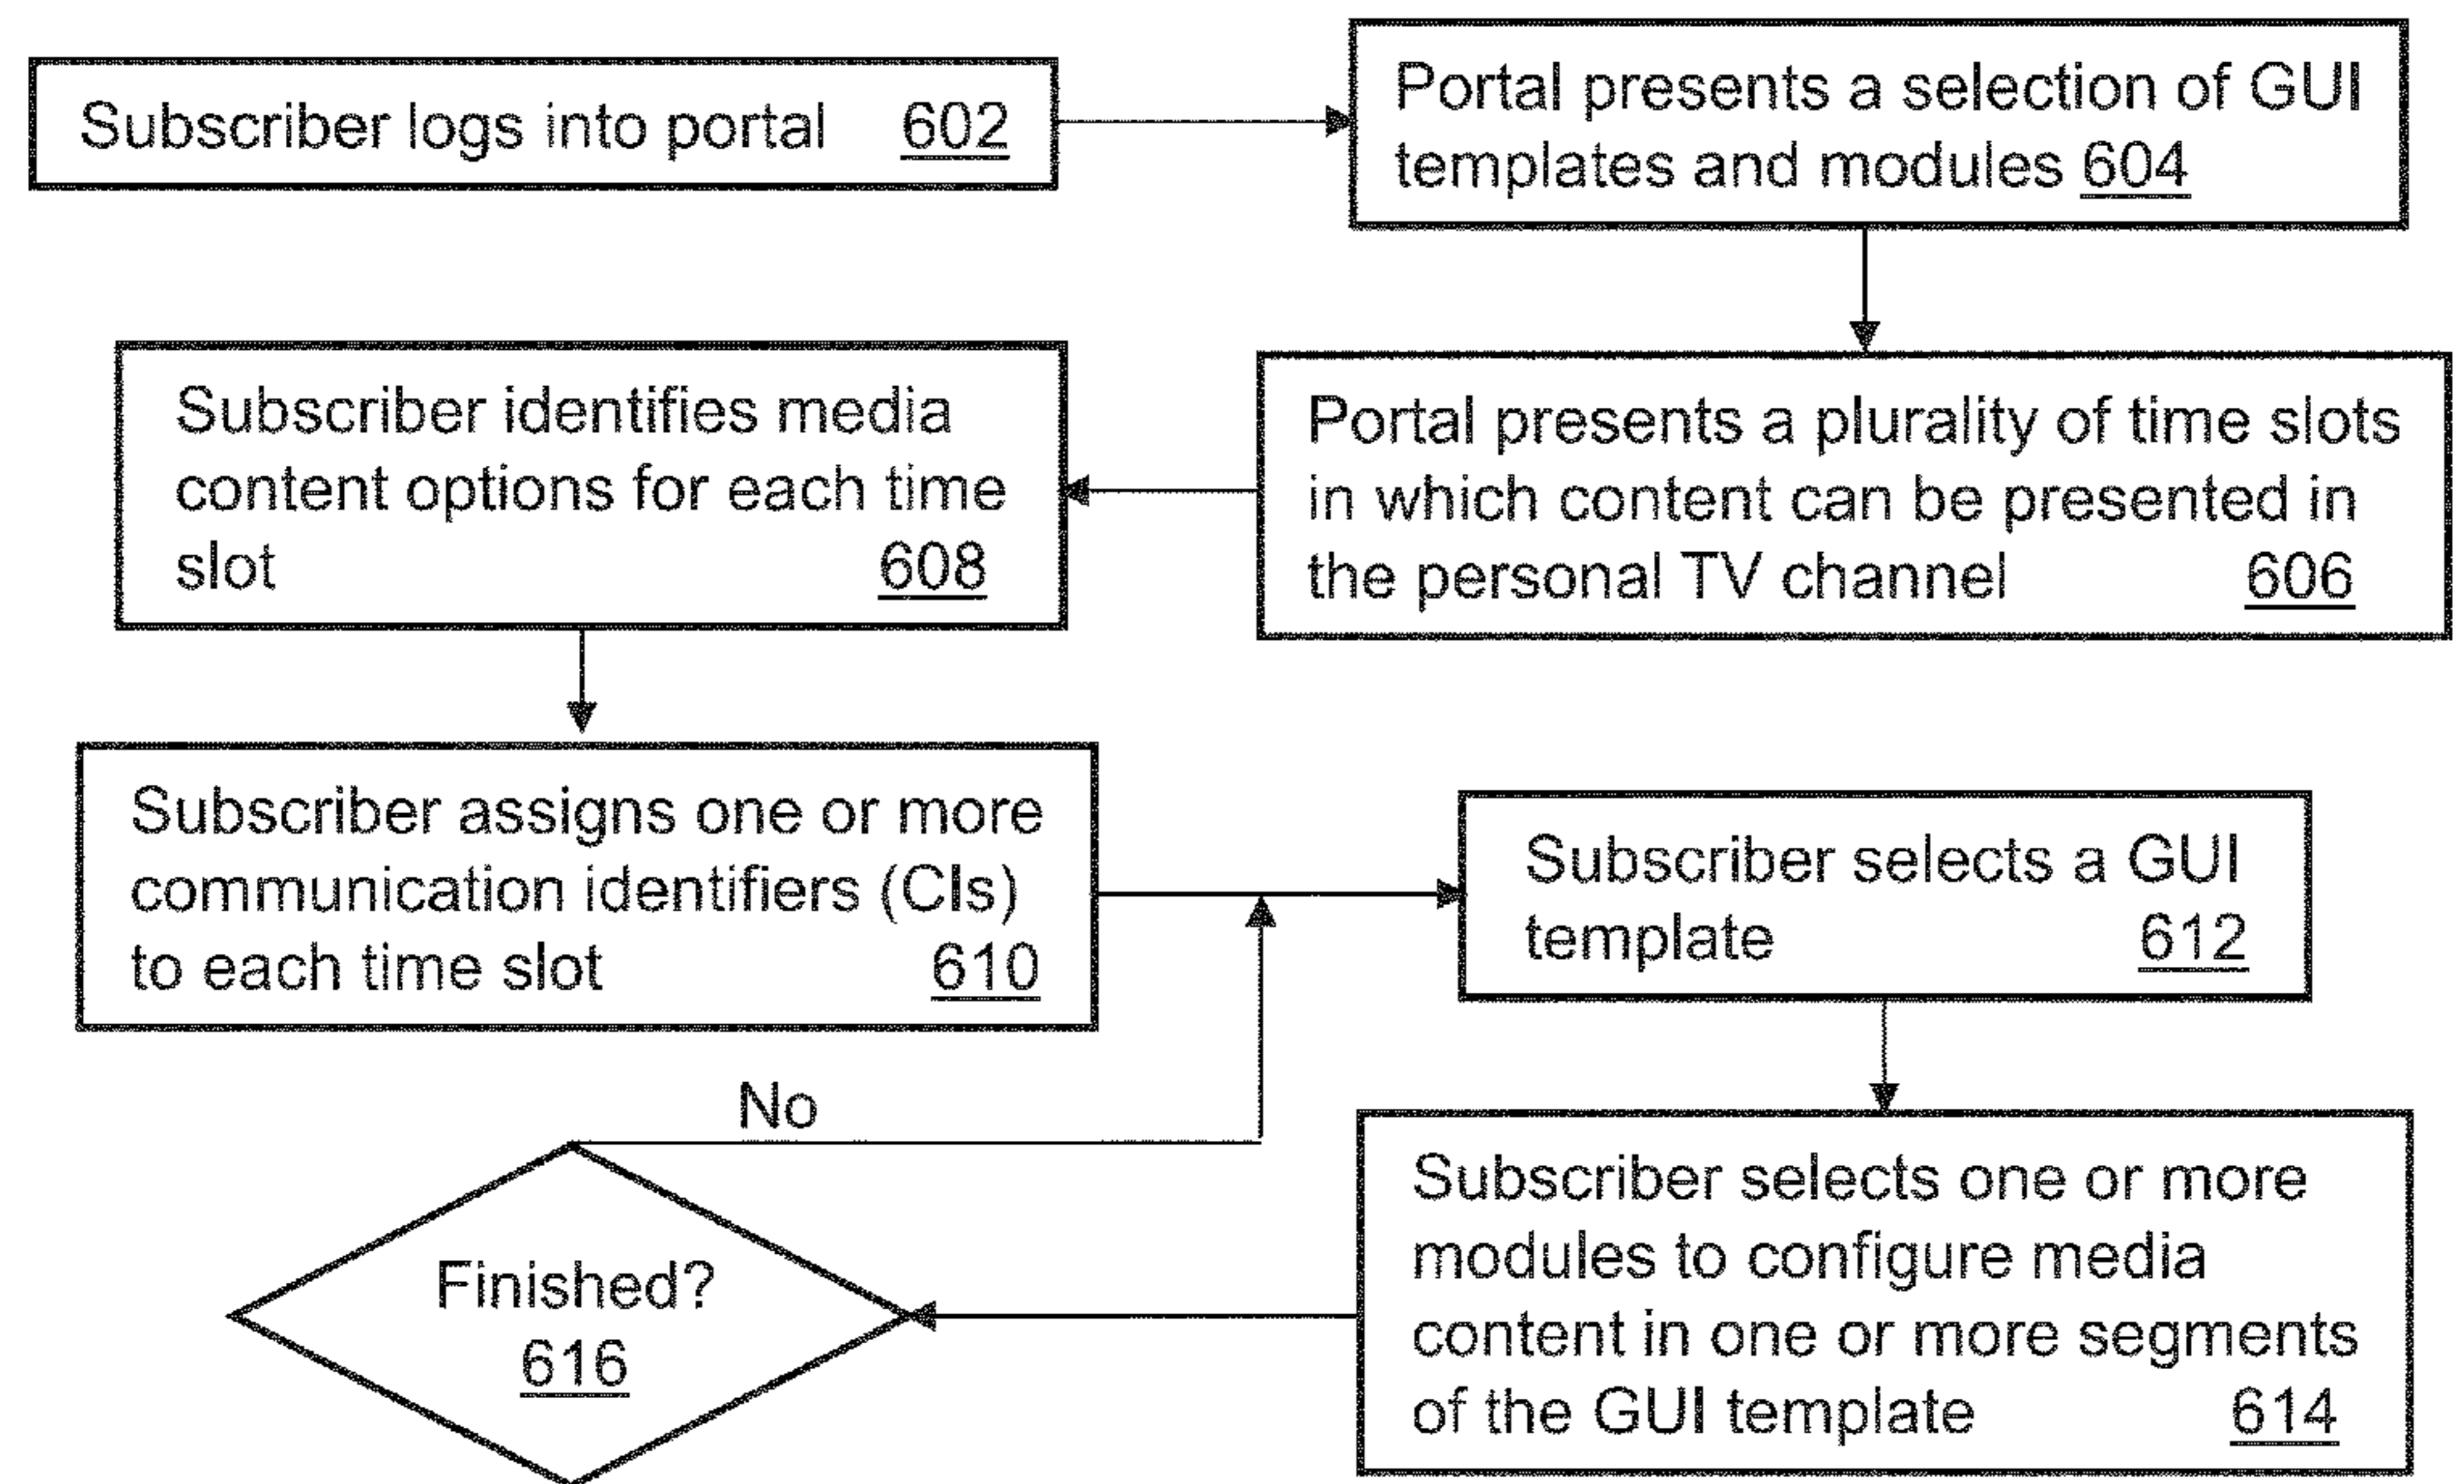 Subscriber logs into portal 602
Portal presents a selection of GUI
templates and modules 604
Portal presents a plurality of time slots
in which content can be presented in
the personal TV channel 606
Subscriber identifies media
content options for each time
slot 608
Subscriber assigns one or more
communication identifiers (CIs)
to each time slot 610
Subscriber selects a GUI
template 612
Subscriber selects one or more
modules to configure media
content in one or more segments
of the GUI template 614
Finished?
616
No